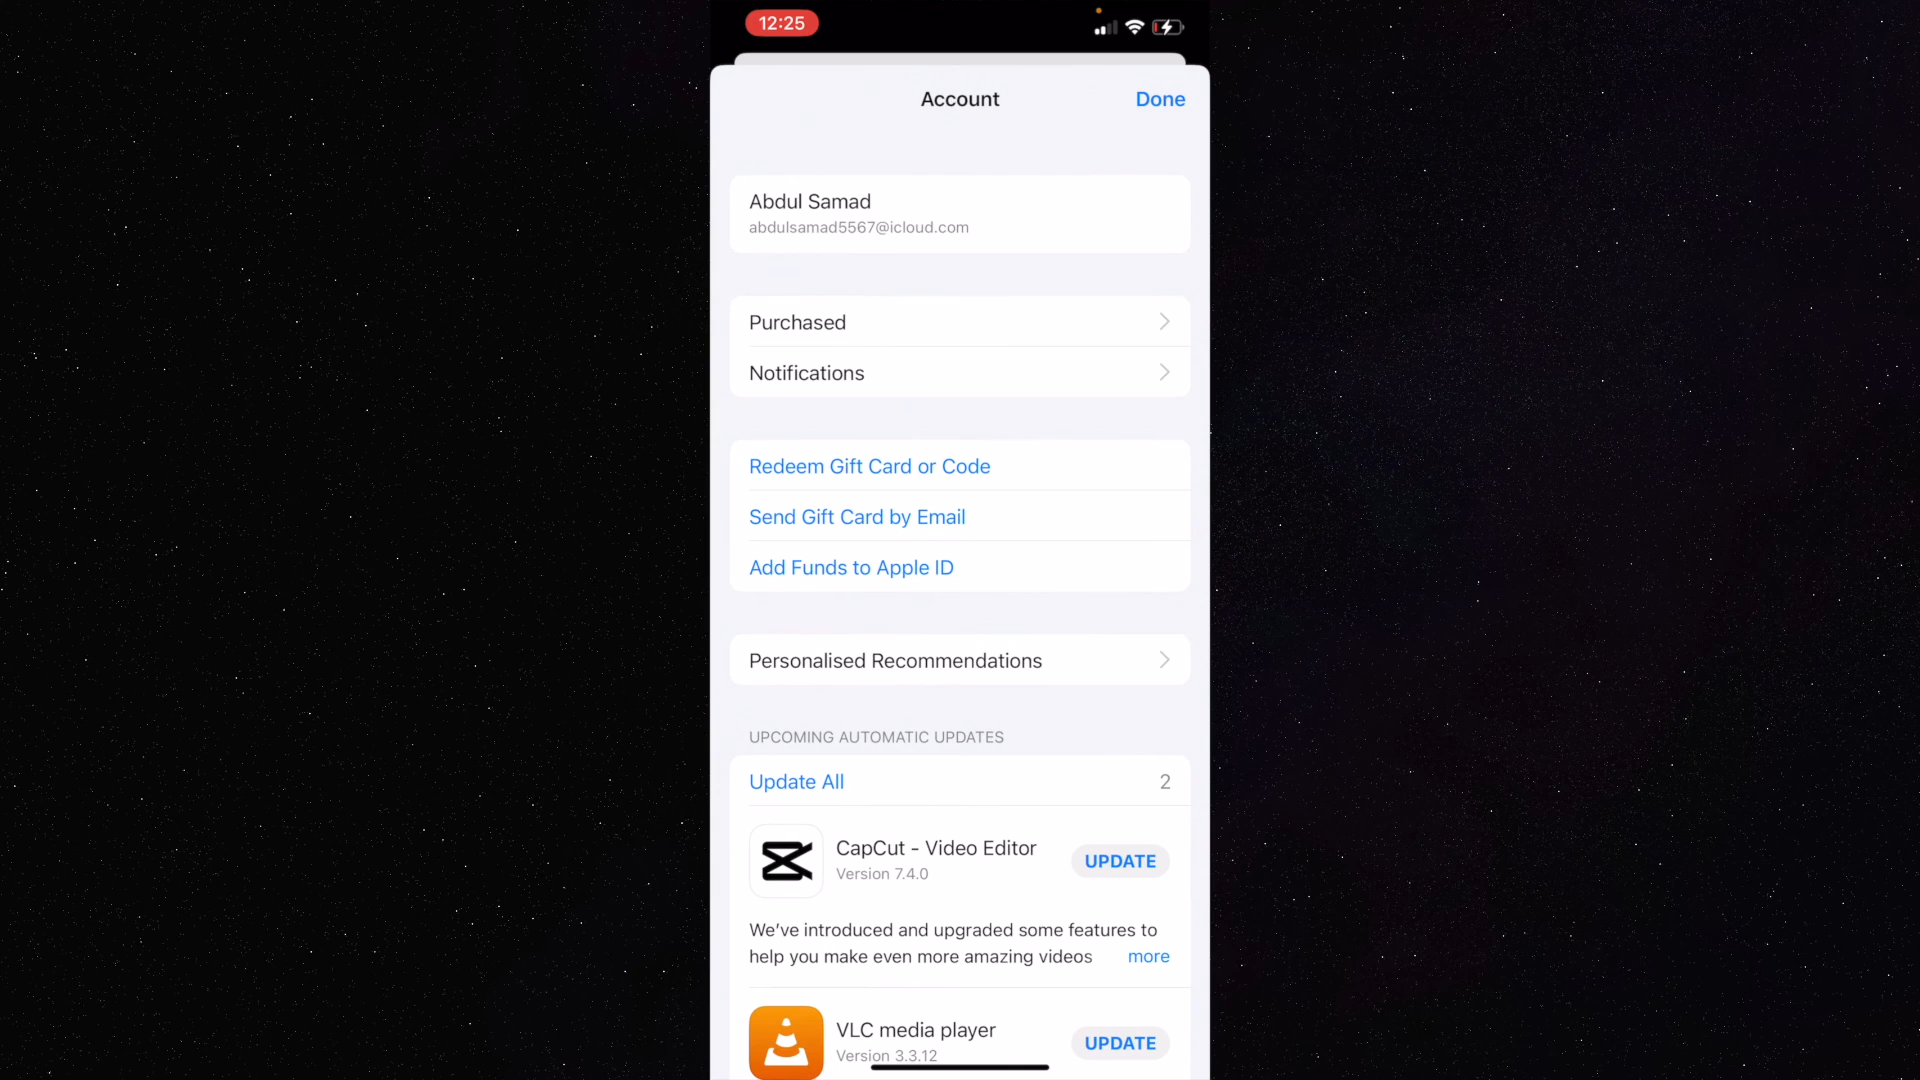 12:25
Account
Done
Abdul Samad
abdulsamad5567@icloud.com
Purchased
Notifications
Redeem Gift Card or Code
Send Gift Card by Email
Add Funds to Apple ID
Personalised Recommendations
UPCOMING AUTOMATIC UPDATES
Update All 2
CapCut - Video Editor
Version 7.4.0
UPDATE
We’ve introduced and upgraded some features to
help you make even more amazing videos more
VLC media player
Version 3.3.12
UPDATE